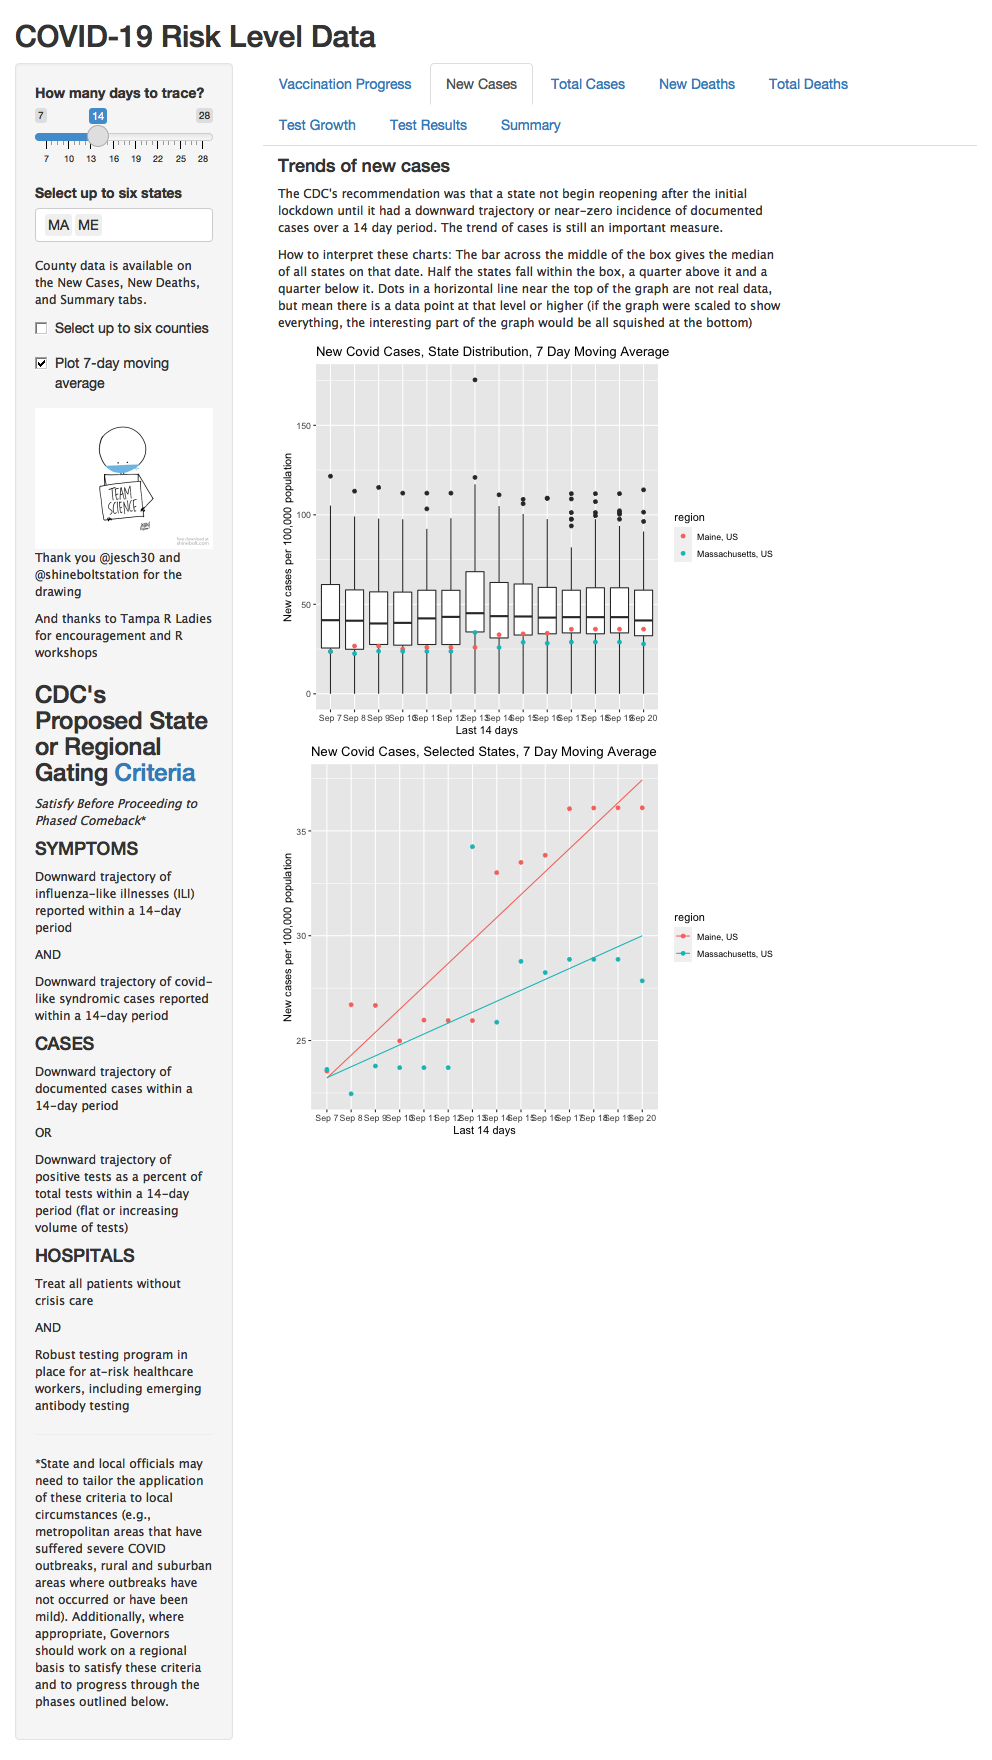 COVID-19 Risk Level Data
How many days to trace?
7 14 28
7 10 13 16 19 22 25 28
Select up to six states
MA ME
County data is available on
the New Cases, New Deaths,
and Summary tabs.
Select up to six counties
Plot 7-day moving
average
TEAM
SCIENCE
Thank you @jesch30 and
@shineboltstation for the
drawing
And thanks to Tampa R Ladies
for encouragement and R
workshops
CDC's
Proposed State
or Regional
Gating Criteria
Satisfy Before Proceeding to
Phased Comeback*
SYMPTOMS
Downward trajectory of
influenza-like illnesses (ILI)
reported within a 14-day
period
AND
Downward trajectory of covid-
like syndromic cases reported
within a 14-day period
CASES
Downward trajectory of
documented cases within a
14-day period
OR
Downward trajectory of
positive tests as a percent of
total tests within a 14-day
period (flat or increasing
volume of tests)
HOSPITALS
Treat all patients without
crisis care
AND
Robust testing program in
place for at-risk healthcare
workers, including emerging
antibody testing
*State and local officials may
need to tailor the application
of these criteria to local
circumstances (e.g.,
metropolitan areas that have
suffered severe COVID
outbreaks, rural and suburban
areas where outbreaks have
not occurred or have been
mild). Additionally, where
appropriate, Governors
should work on a regional
basis to satisfy these criteria
and to progress through the
phases outlined below.
Vaccination Progress New Cases Total Cases New Deaths Total Deaths
Test Growth Test Results Summary
Trends of new cases
The CDC's recommendation was that a state not begin reopening after the initial
lockdown until it had a downward trajectory or near-zero incidence of documented
cases over a 14 day period. The trend of cases is still an important measure.
How to interpret these charts: The bar across the middle of the box gives the median
of all states on that date. Half the states fall within the box, a quarter above it and a
quarter below it. Dots in a horizontal line near the top of the graph are not real data,
but mean there is a data point at that level or higher (if the graph were scaled to show
everything, the interesting part of the graph would be all squished at the bottom)
New Covid Cases, State Distribution, 7 Day Moving Average
New cases per 100,000 population
150
100
50
0
Sep 7 Sep 8 Sep 9 Sep 10 Sep 11 Sep 12 Sep 13 Sep 14 Sep 15 Sep 16 Sep 17 Sep 18 Sep 19 Sep 20
Last 14 days
region
Maine, US
Massachusetts, US
New Covid Cases, Selected States, 7 Day Moving Average
New cases per 100,000 population
35
30
25
Sep 7 Sep 8 Sep 9 Sep 10 Sep 11 Sep 12 Sep 13 Sep 14 Sep 15 Sep 16 Sep 17 Sep 18 Sep 19 Sep 20
Last 14 days
region
Maine, US
Massachusetts, US